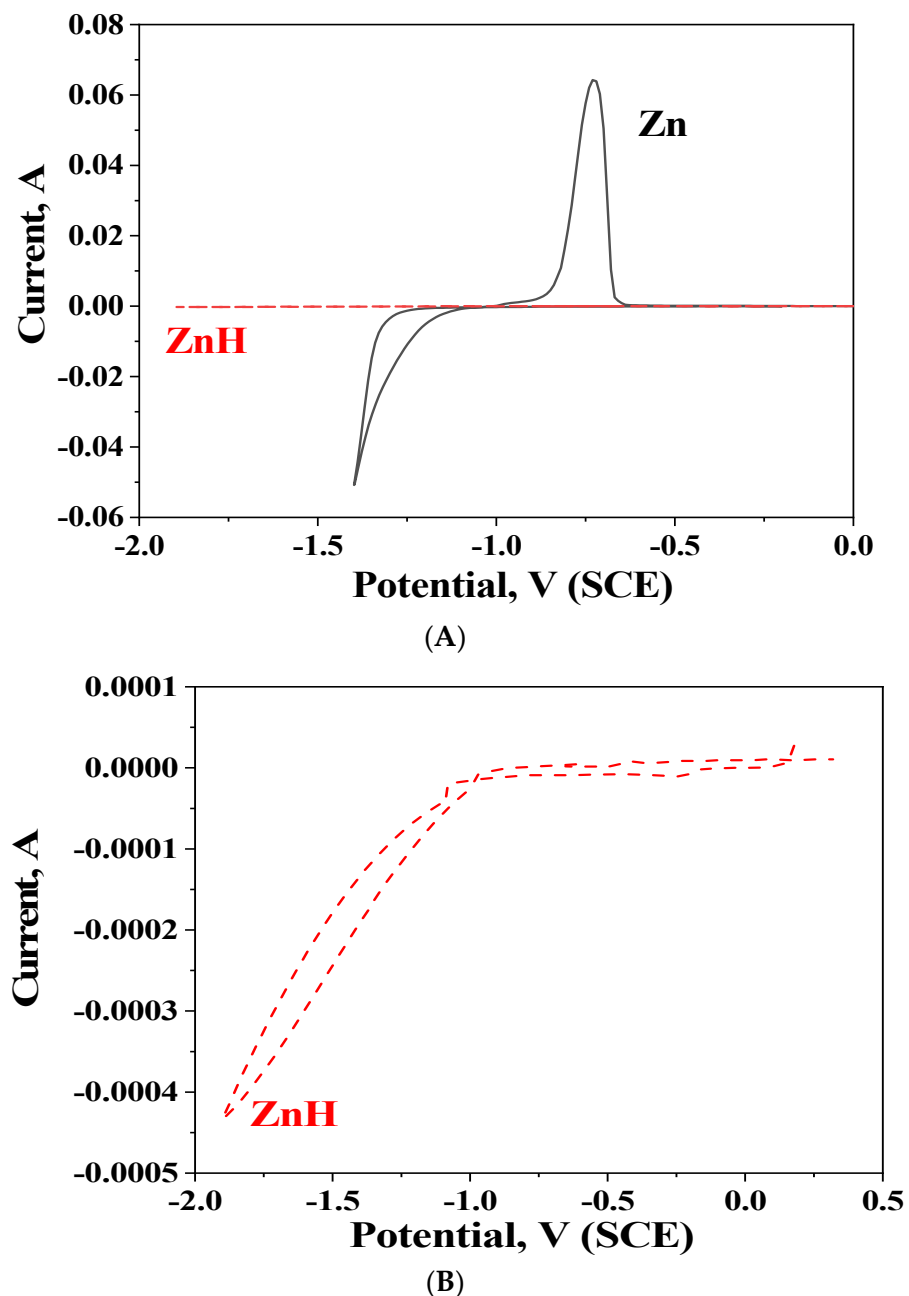 0.08
0.06
Zn
0.04
Current, A
0.02
0.00
ZnH
-0.02
-0.04
-0.06
-2.0 -1.5 -1.0 -0.5 0.0
Potential, V (SCE)
(A)
0.0001
0.0000
-0.0001
Current, A
-0.0002
-0.0003
-0.0004
ZnH
-0.0005
-2.0 -1.5 -1.0 -0.5 0.0 0.5
Potential, V (SCE)
(B)